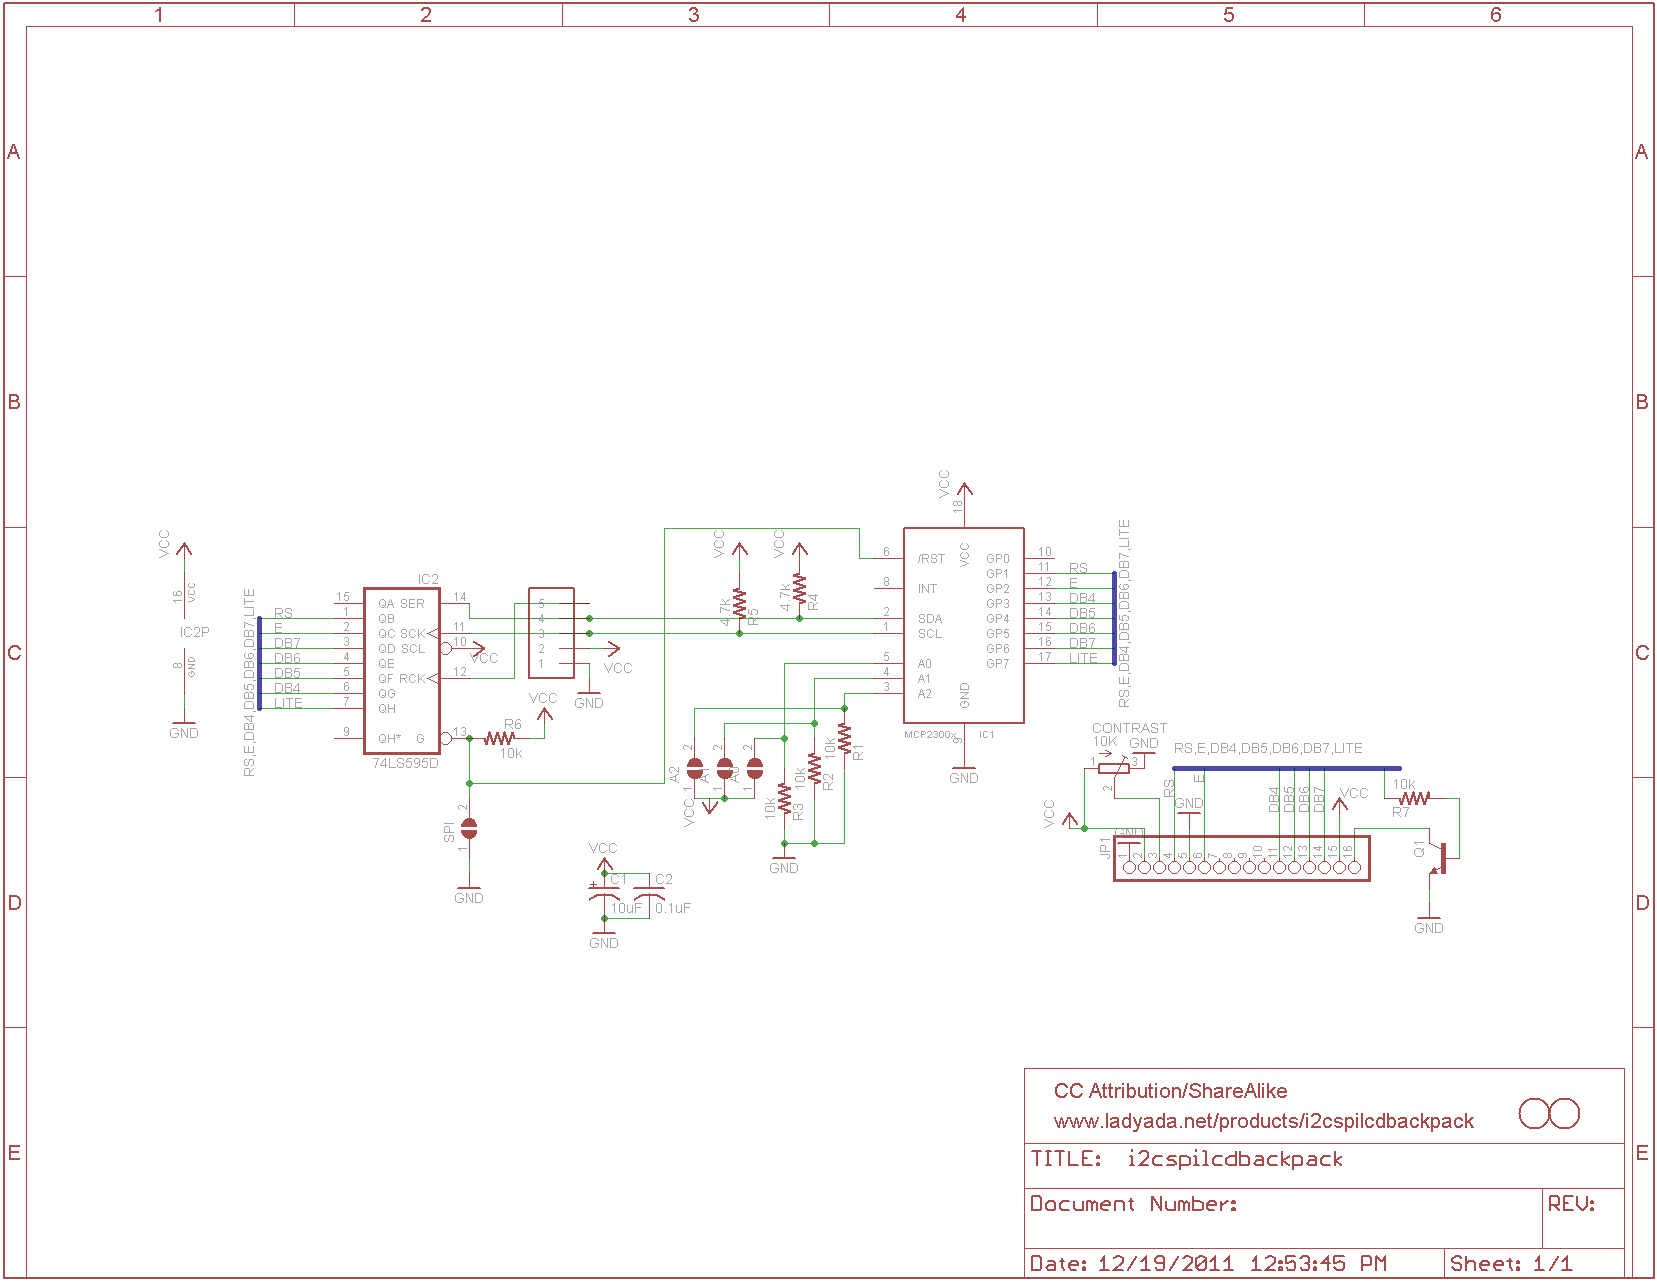 1 2 3 4 5 6
A A
B B
C C
D D
E E
VCC
16 VCC
IC2P
8 GND
GND
RS,E,DB4,DB5,DB6,DB7,LITE
IC2
15 QA SER 14
RS 1 QB
E 2 QC SCK 11
DB7 3 QD SCL 10
VCC
DB6 4 QE
DB5 5 QF RCK 12
DB4 6 QG
LITE 7 QH
9 QH* G 13
74LS595D
5
4
3
2
1
VCC
GND
VCC
R6
10k
SPI
2
1
GND
VCC
C1
10uF
C2
0.1uF
+
GND
VCC
4.7k
R5
VCC
4.7k
R4
A2 2 1
A1 2 1
A0 2 1
VCC
10k
R3
10k
R2
10k
R1
GND
VCC
18
6 /RST VCC GP0 10
GP1 11 RS
8 INT GP2 12 E
GP3 13 DB4
2 SDA GP4 14 DB5
1 SCL GP5 15 DB6
GP6 16 DB7
5 A0 GP7 17 LITE
4 A1
3 A2
GND
MCP2300x 9 IC1
GND
RS,E,DB4,DB5,DB6,DB7,LITE
CONTRAST
10K
GND
1 3
2
VCC
RS,E,DB4,DB5,DB6,DB7,LITE
RS
E
GND
DB4
DB5
DB6
DB7
VCC
10k
R7
GND
JP1
1 2 3 4 5 6 7 8 9 10 11 12 13 14 15 16
Q1
GND
CC Attribution/ShareAlike
www.ladyada.net/products/i2cspilcdbackpack
TITLE: i2cspilcdbackpack
Document Number:
REV:
Date: 12/19/2011 12:53:45 PM
Sheet: 1/1